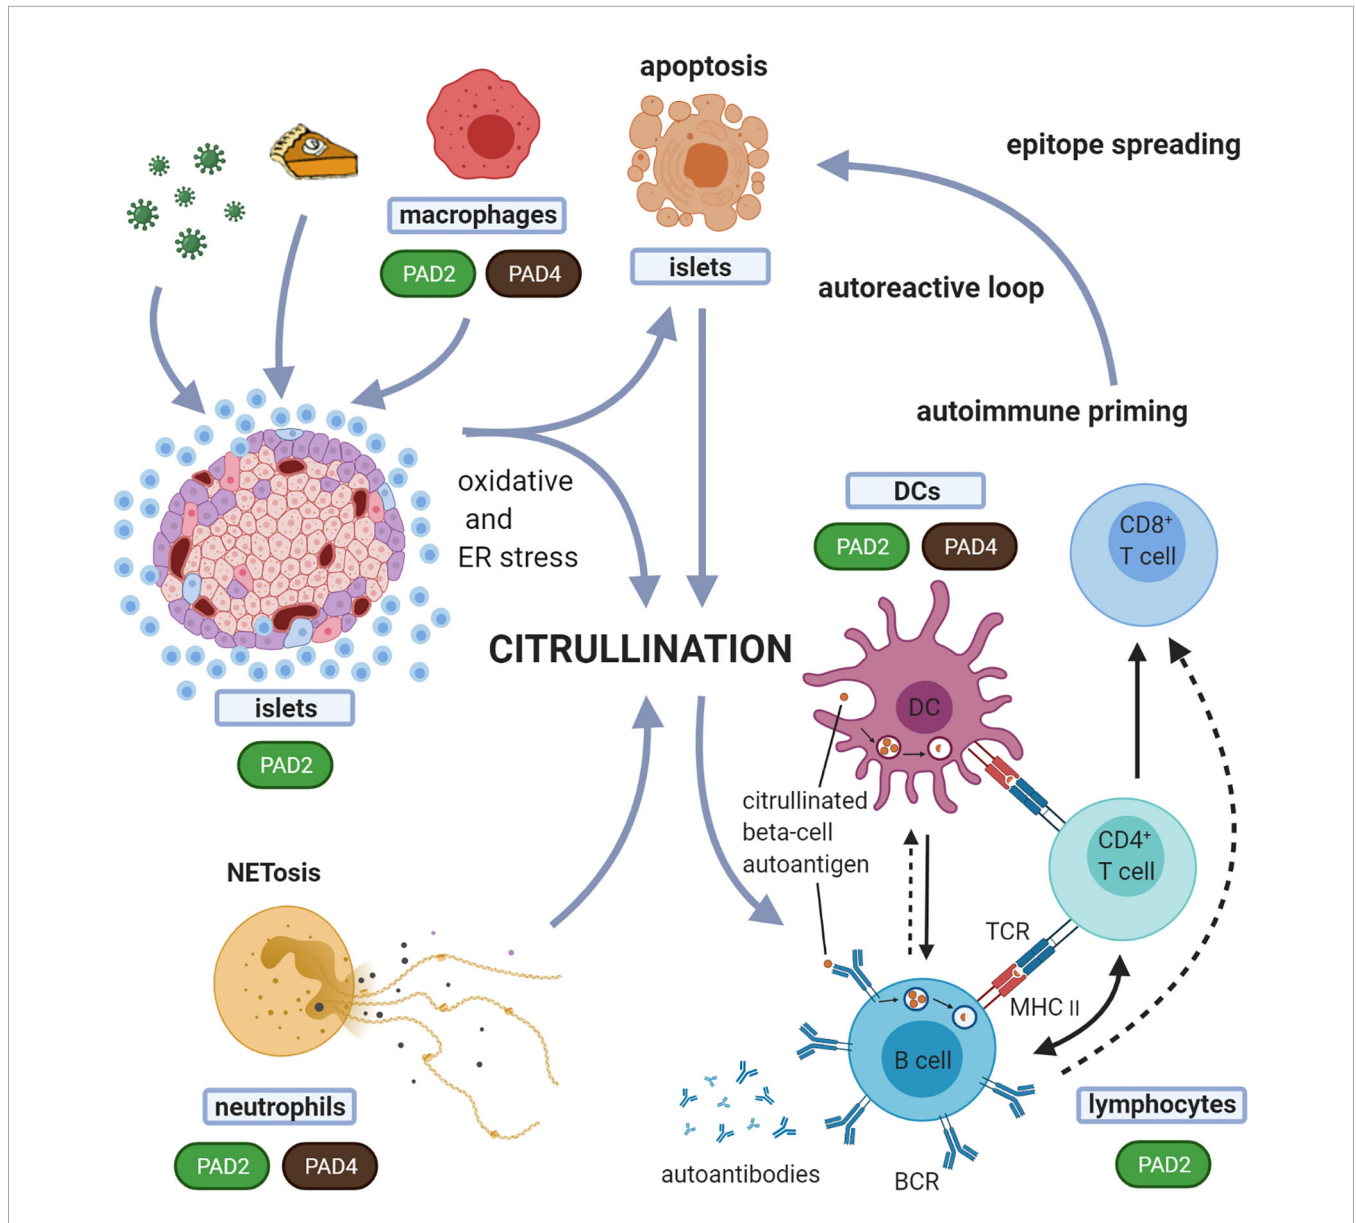 apoptosis
epitope spreading
macrophages
PAD2 PAD4
islets
autoreactive loop
autoimmune priming
oxidative
and
ER stress
DCs
PAD2 PAD4
CD8⁺
T cell
CITRULLINATION
islets
PAD2
DC
citrullinated
beta-cell
autoantigen
CD4⁺
T cell
NETosis
TCR
MHC II
B cell
neutrophils
PAD2 PAD4
lymphocytes
PAD2
autoantibodies
BCR